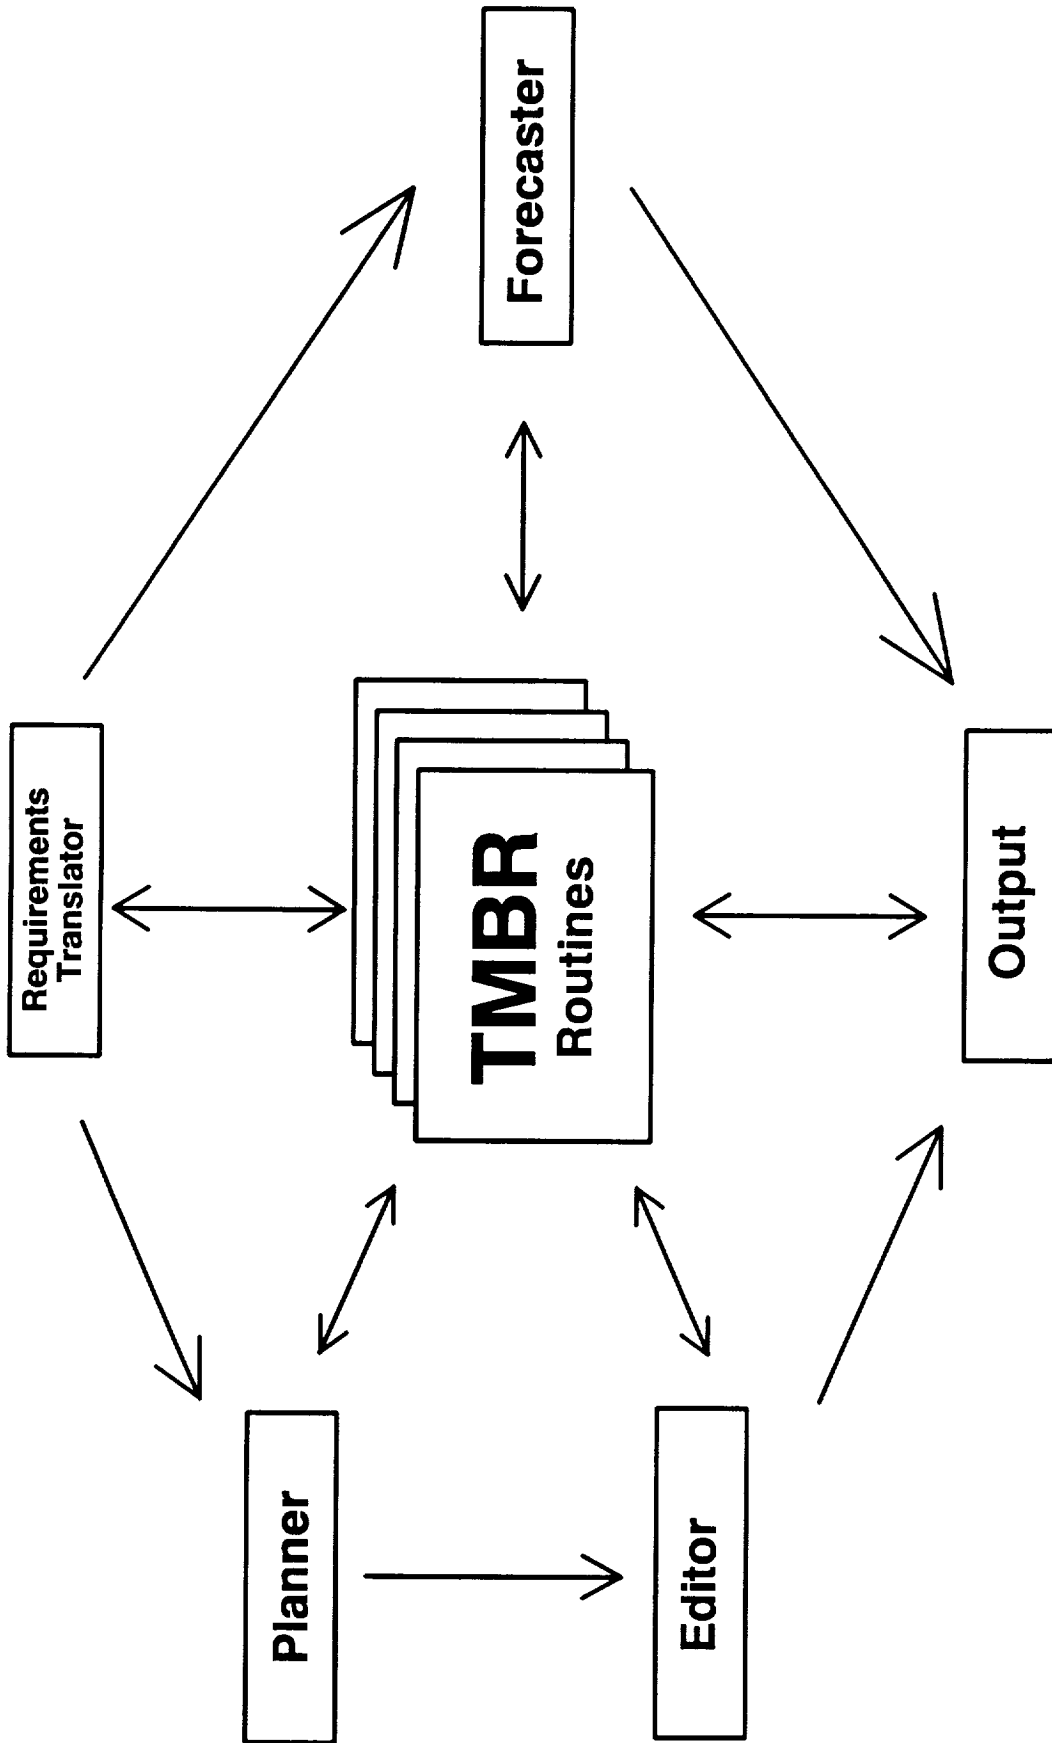 Requirements
Translator
Planner
TMBR
Routines
Forecaster
Editor
Output